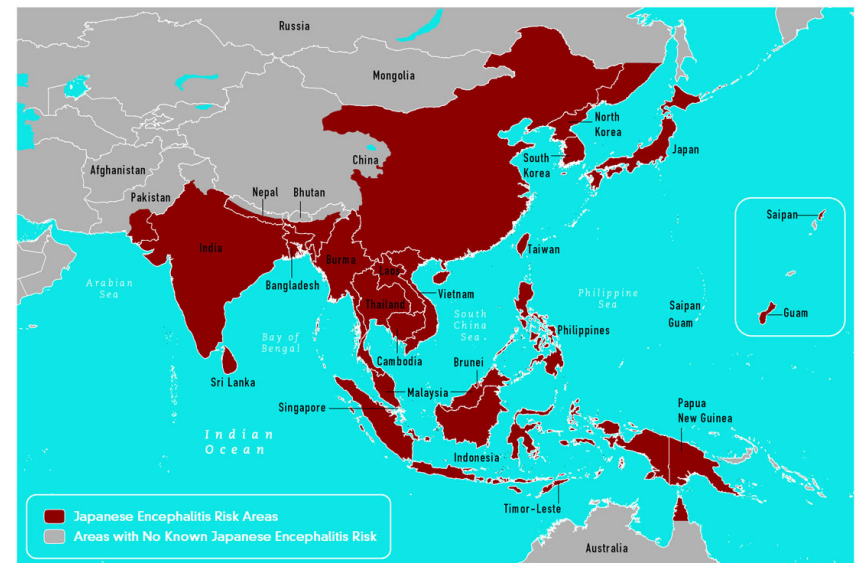 Russia
Mongolia
North
Korea
China
South
Korea
Japan
Afghanistan
Pakistan
Nepal
Bhutan
Saipan
India
Taiwan
Burma
Laos
Bangladesh
Arabian
Sea
Vietnam
Philippine
Sea
Thailand
Saipan
Guam
Guam
South
China
Sea
Bay of
Bengal
Philippines
Cambodia
Brunei
Sri Lanka
Malaysia
Singapore
Papua
New Guinea
Indian
Ocean
Indonesia
Timor-Leste
Japanese Encephalitis Risk Areas
Areas with No Known Japanese Encephalitis Risk
Australia